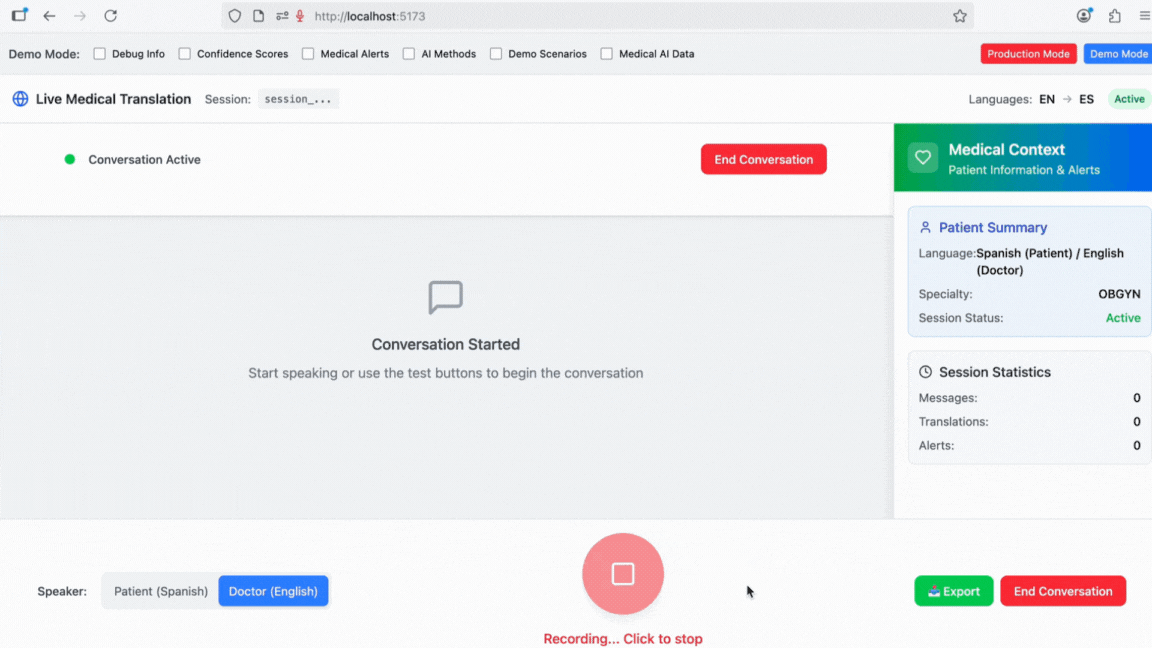 http://localhost:5173
Demo Mode: Debug Info Confidence Scores Medical Alerts AI Methods Demo Scenarios Medical AI Data Production Mode Demo Mode
Live Medical Translation Session: session_... Languages: EN → ES Active
Conversation Active End Conversation
Medical Context
Patient Information & Alerts
Patient Summary
Language:Spanish (Patient) / English
(Doctor)
Specialty: OBGYN
Session Status: Active
Session Statistics
Messages: 0
Translations: 0
Alerts: 0
Conversation Started
Start speaking or use the test buttons to begin the conversation
Speaker: Patient (Spanish) Doctor (English) Export End Conversation
Recording... Click to stop